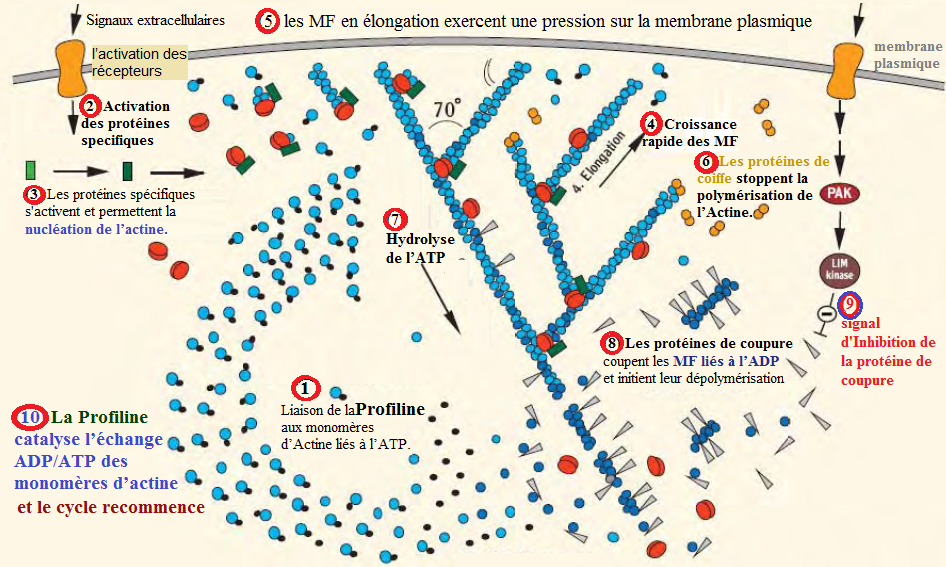 Signaux extracellulaires
l'activation des
récepteurs
5 les MF en élongation exercent une pression sur la membrane plasmique
membrane
plasmique
2 Activation
des protéines
specifiques
3 Les protéines spécifiques
s'activent et permettent la
nucléation de l'actine.
70°
4. Elongation
4 Croissance
rapide des MF
6 Les protéines de
coiffe stoppent la
polymérisation de
l'Actine.
7
Hydrolyse
de l'ATP
PAK
LIM
kinase
9
signal
d'Inhibition de
la protéine de
coupure
8 Les protéines de coupure
coupent les MF liés à l'ADP
et initient leur dépolymérisation
1
Liaison de la Profiline
aux monomères
d'Actine liés à l'ATP.
10 La Profiline
catalyse l'échange
ADP/ATP des
monomères d'actine
et le cycle recommence